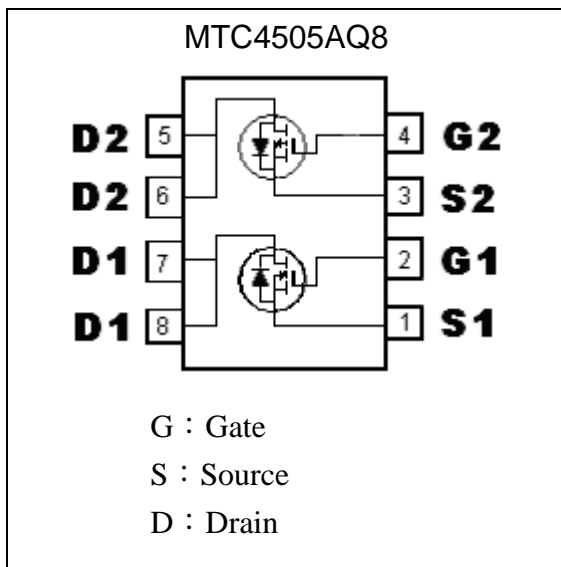 MTC4505AQ8
D2 5 4 G2
D2 6 3 S2
D1 7 2 G1
D1 8 1 S1
G：Gate
S：Source
D：Drain